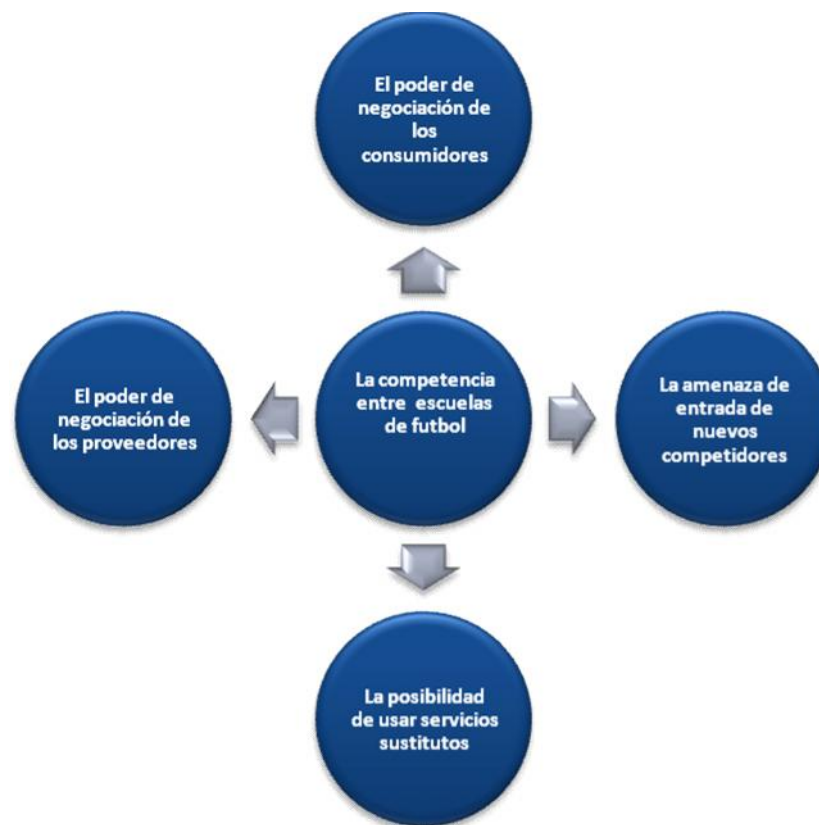 El poder de
negociación de
los
consumidores
El poder de
negociación de
los proveedores
La competencia
entre escuelas
de futbol
La amenaza de
entrada de
nuevos
competidores
La posibilidad
de usar servicios
sustitutos